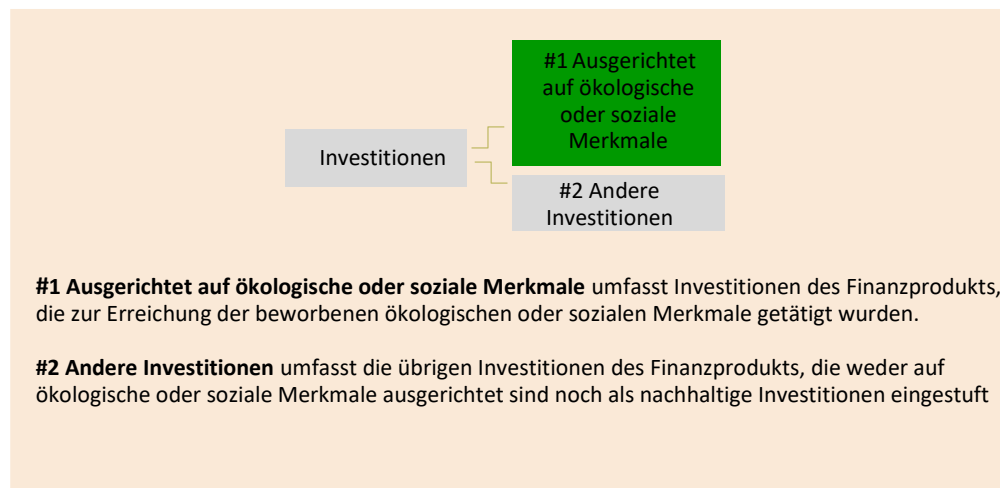 #1 Ausgerichtet
auf ökologische
oder soziale
Merkmale
Investitionen
#2 Andere
Investitionen
#1 Ausgerichtet auf ökologische oder soziale Merkmale umfasst Investitionen des Finanzprodukts,
die zur Erreichung der beworbenen ökologischen oder sozialen Merkmale getätigt wurden.
#2 Andere Investitionen umfasst die übrigen Investitionen des Finanzprodukts, die weder auf
ökologische oder soziale Merkmale ausgerichtet sind noch als nachhaltige Investitionen eingestuft